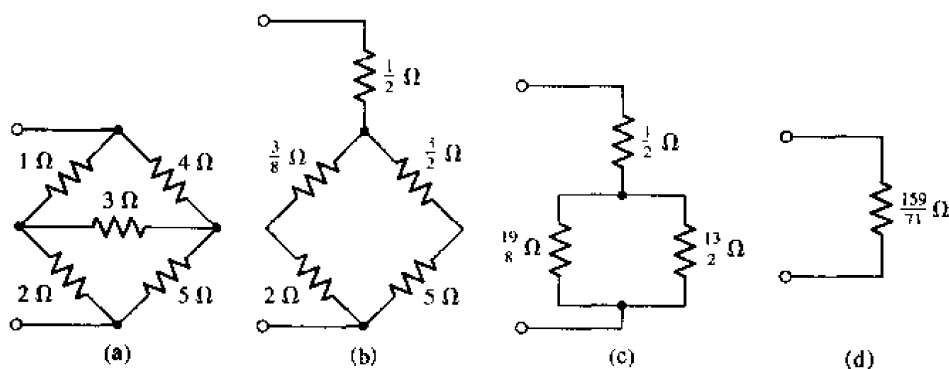 1 Ω
4 Ω
3 Ω
2 Ω
5 Ω
(a)
1/2 Ω
3/8 Ω
3/2 Ω
2 Ω
5 Ω
(b)
1/2 Ω
19/8 Ω
13/2 Ω
(c)
159/71 Ω
(d)